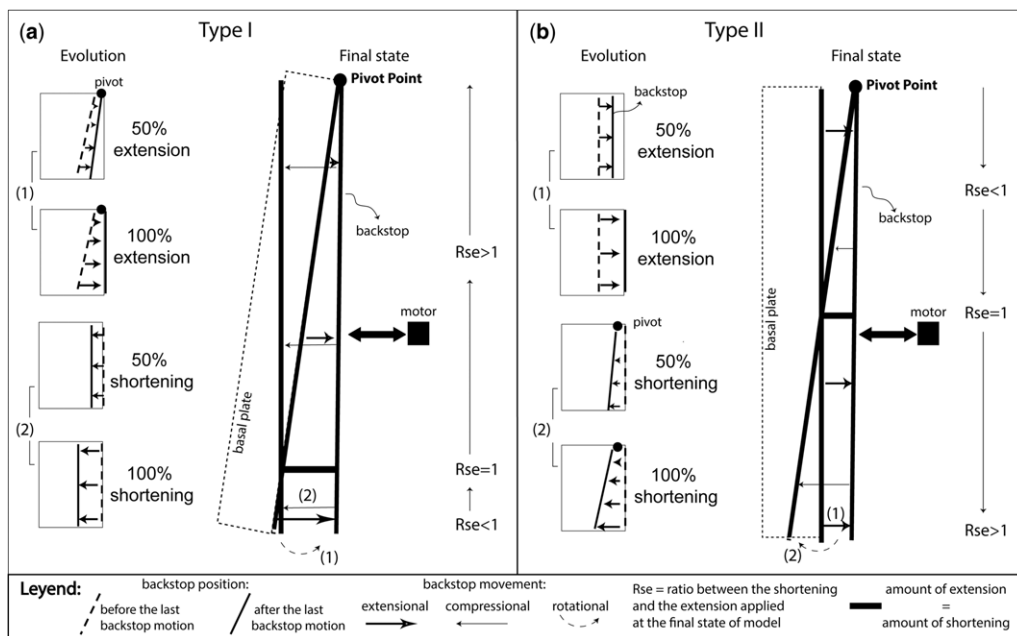 (a)
Type I
Evolution
Final state
pivot
Pivot Point
50%
extension
(1)
100%
extension
backstop
Rse>1
motor
50%
shortening
(2)
100%
shortening
basal plate
Rse=1
(2)
Rse<1
(1)
(b)
Type II
Evolution
Final state
backstop
Pivot Point
50%
extension
(1)
Rse<1
backstop
100%
extension
basal plate
Rse=1
motor
pivot
50%
shortening
(2)
100%
shortening
(1)
Rse>1
(2)
Leyend:
backstop position:
before the last
backstop motion
after the last
backstop motion
backstop movement:
extensional
compressional
rotational
Rse = ratio between the shortening
and the extension applied
at the final state of model
amount of extension
=
amount of shortening